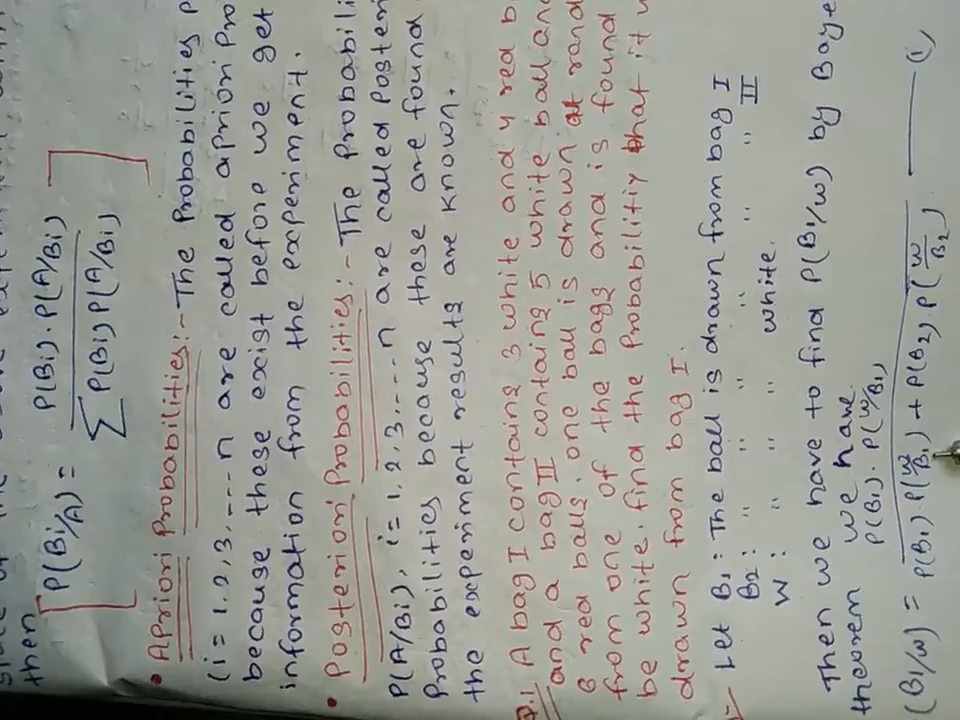 then
P(Bi/A) = P(Bi). P(A/Bi)
∑ P(Bi) P(A/Bi)
• Apriori Probabilities:- The Probabilities
(i = 1, 2, 3, ---- n are called apriori Pro
because these exist before we get
information from the experiment.
• Posteriori Probabilities:- The Probabili
P(A/Bi), i = 1, 2, 3, ---- n are called Posteri
Probabilities because these are found
the experiment results are known.
Q.1 A bag I contains 3 white and 4 red b
and a bag II containg 5 white ball and
6 red balls. one ball is drawn at rand
from one of the bags and is found
be white. find the Probabilitiy that it w
drawn from bag I.
Let B1 : The ball is drawn from bag I
B2 : " " " " " " II
W : " " " white.
Then we have to find P(B1/w) by Baye
theorem we have
P(B1). P(w/B1)
(B1/w) = P(B1). P(w/B1) + P(B2). P(w/B2) (i)